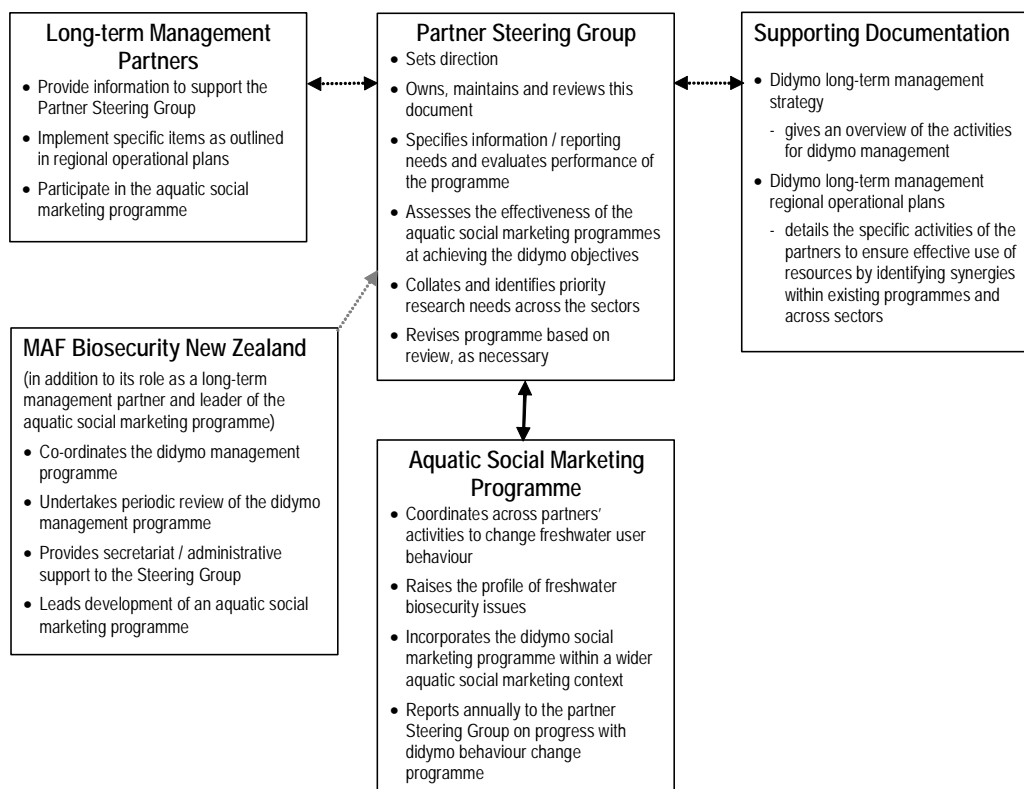 Long-term Management
Partners
• Provide information to support the
Partner Steering Group
• Implement specific items as outlined
in regional operational plans
• Participate in the aquatic social
marketing programme
Partner Steering Group
• Sets direction
• Owns, maintains and reviews this
document
• Specifies information / reporting
needs and evaluates performance of
the programme
• Assesses the effectiveness of the
aquatic social marketing programmes
at achieving the didymo objectives
• Collates and identifies priority
research needs across the sectors
• Revises programme based on
review, as necessary
Supporting Documentation
• Didymo long-term management
strategy
- gives an overview of the activities
for didymo management
• Didymo long-term management
regional operational plans
- details the specific activities of the
partners to ensure effective use of
resources by identifying synergies
within existing programmes and
across sectors
MAF Biosecurity New Zealand
(in addition to its role as a long-term
management partner and leader of the
aquatic social marketing programme)
• Co-ordinates the didymo management
programme
• Undertakes periodic review of the didymo
management programme
• Provides secretariat / administrative
support to the Steering Group
• Leads development of an aquatic social
marketing programme
Aquatic Social Marketing
Programme
• Coordinates across partners'
activities to change freshwater user
behaviour
• Raises the profile of freshwater
biosecurity issues
• Incorporates the didymo social
marketing programme within a wider
aquatic social marketing context
• Reports annually to the partner
Steering Group on progress with
didymo behaviour change
programme